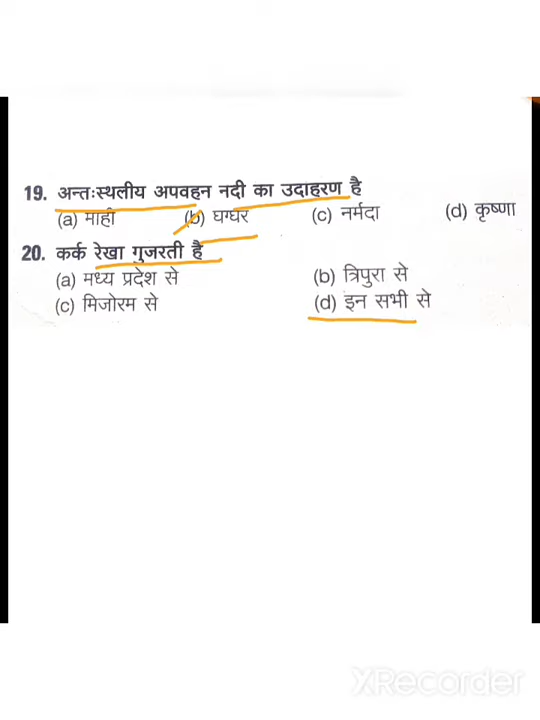 19. अन्तःस्थलीय अपवहन नदी का उदाहरण है
(a) माही (b) घग्घर (c) नर्मदा (d) कृष्णा
20. कर्क रेखा गुजरती है
(a) मध्य प्रदेश से (b) त्रिपुरा से
(c) मिजोरम से (d) इन सभी से
XRecorder